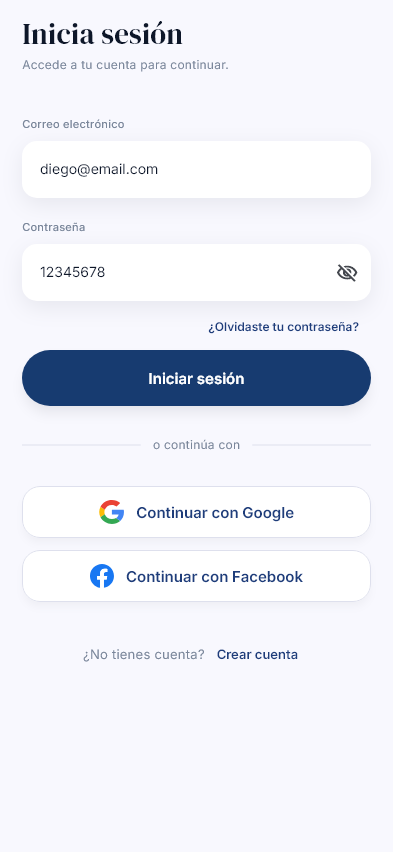 Inicia sesión
Accede a tu cuenta para continuar.
Correo electrónico
diego@email.com
Contraseña
12345678
¿Olvidaste tu contraseña?
Iniciar sesión
o continúa con
Continuar con Google
Continuar con Facebook
¿No tienes cuenta? Crear cuenta